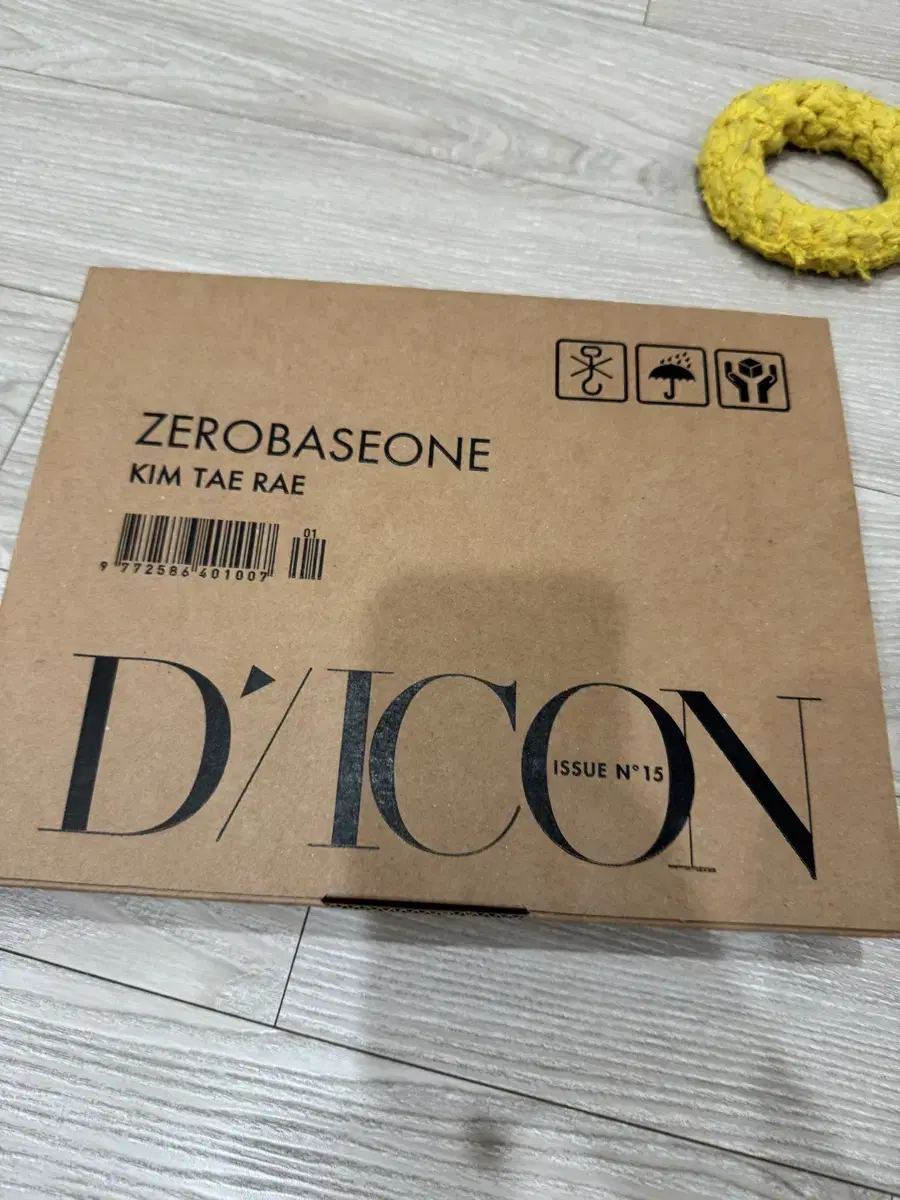 ZEROBASEONE
KIM TAE RAE
01
9 772586 401007
D'/ICON
ISSUE N°15